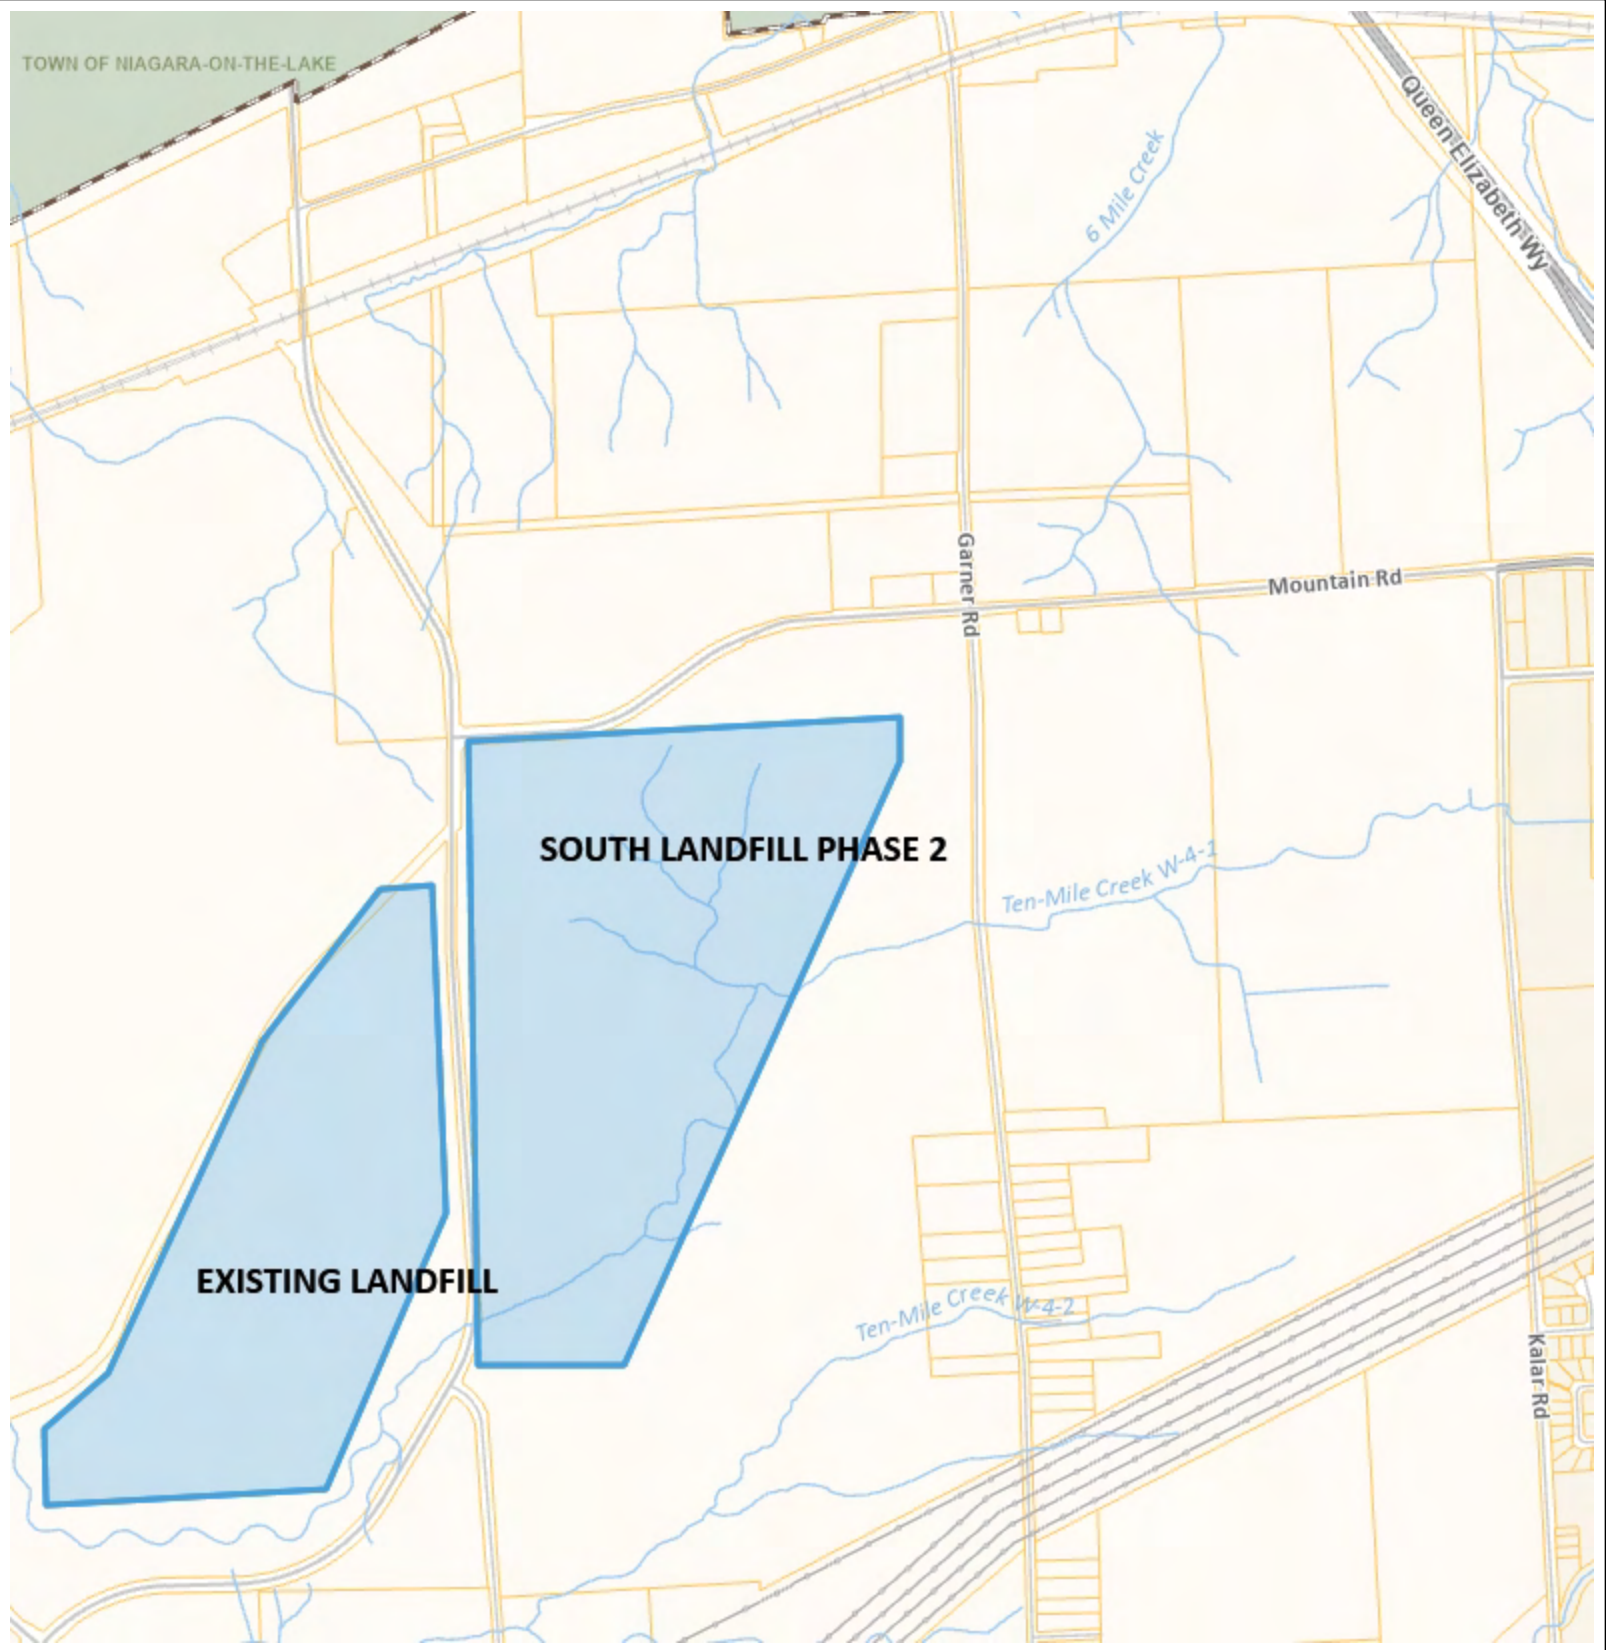 TOWN OF NIAGARA-ON-THE-LAKE
Queen Elizabeth Wy
6 Mile Creek
Garner Rd
Mountain Rd
SOUTH LANDFILL PHASE 2
Ten-Mile Creek W-4-1
EXISTING LANDFILL
Ten-Mile Creek W-4-2
Kalar Rd